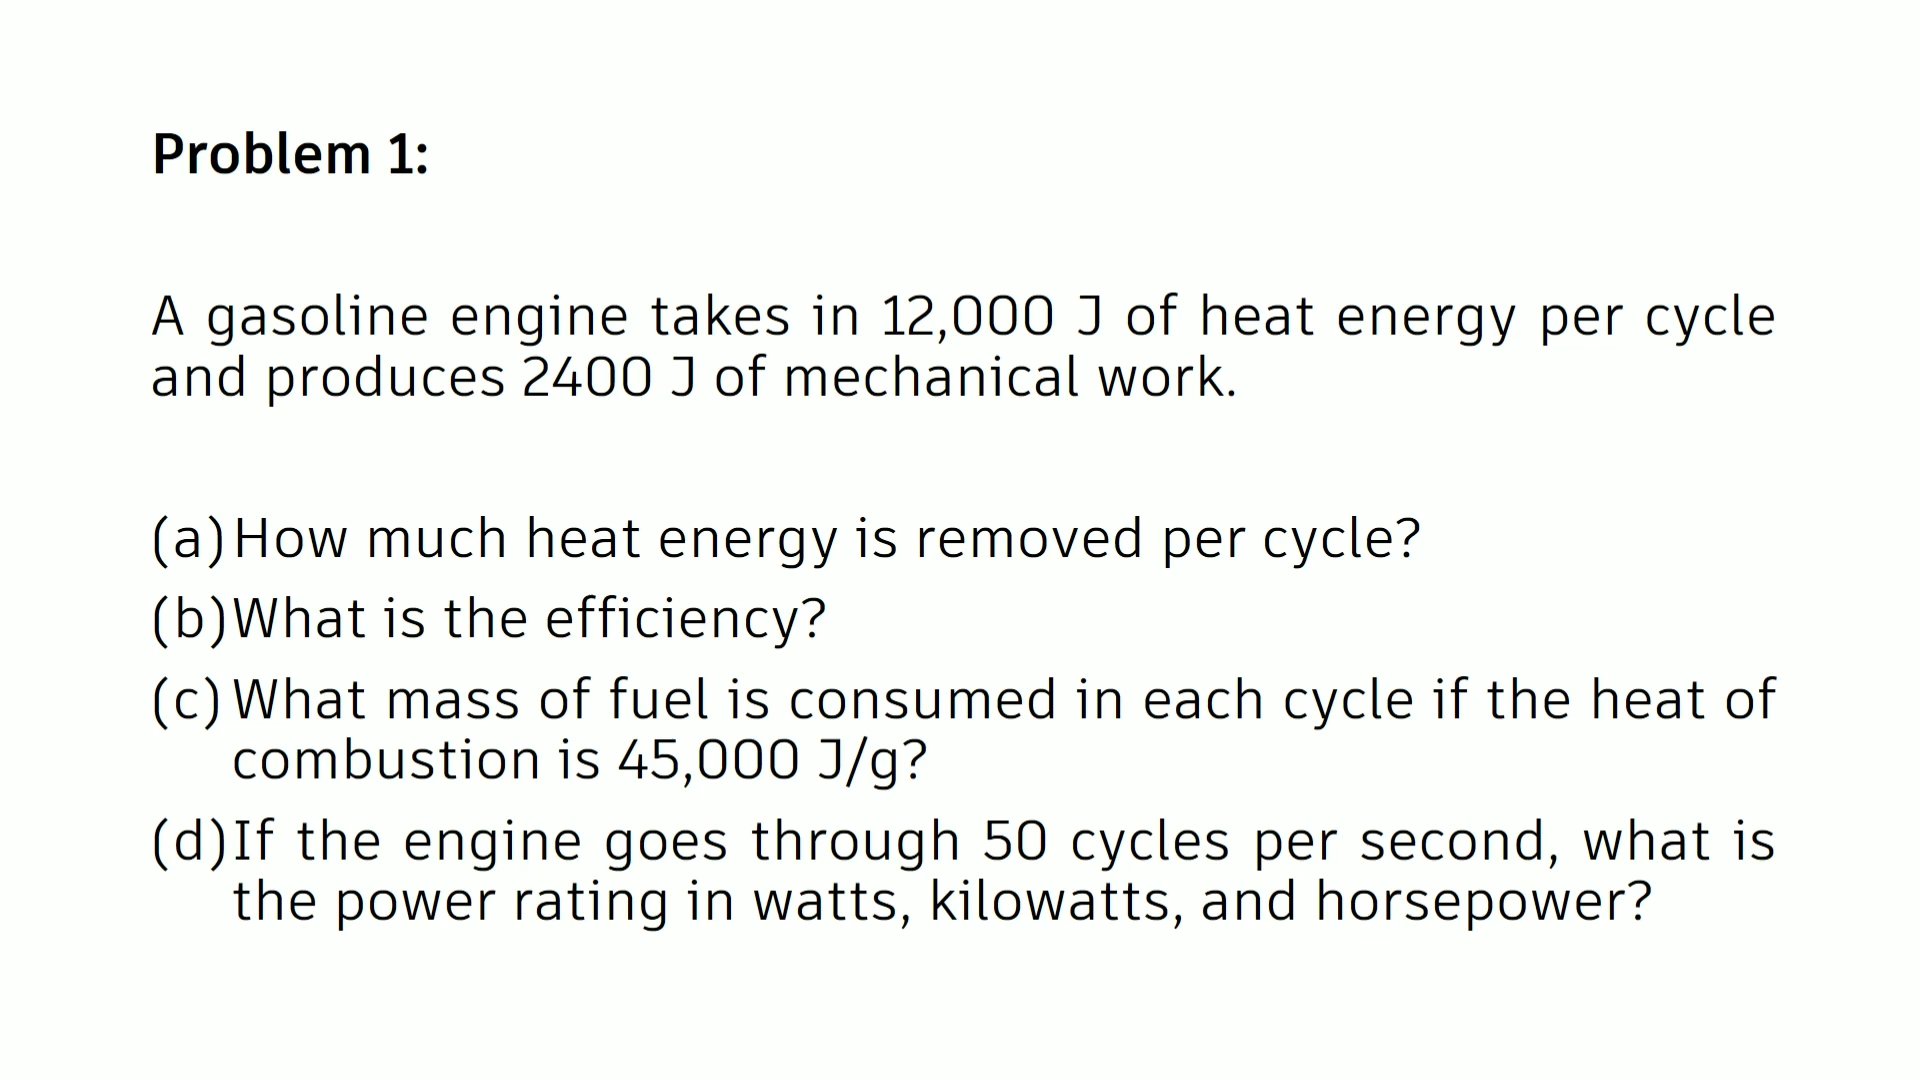 Problem 1:
A gasoline engine takes in 12,000 J of heat energy per cycle
and produces 2400 J of mechanical work.
(a) How much heat energy is removed per cycle?
(b) What is the efficiency?
(c) What mass of fuel is consumed in each cycle if the heat of
combustion is 45,000 J/g?
(d) If the engine goes through 50 cycles per second, what is
the power rating in watts, kilowatts, and horsepower?